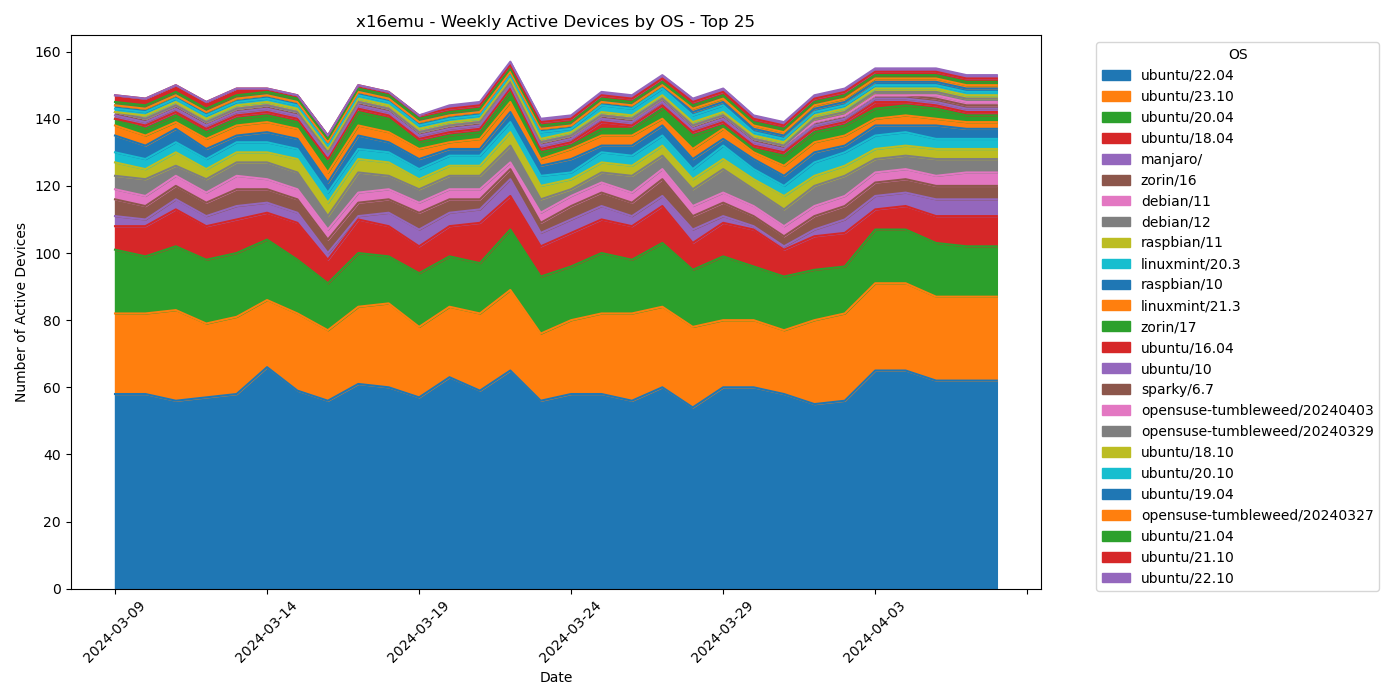 x16emu - Weekly Active Devices by OS - Top 25
Number of Active Devices
160
140
120
100
80
60
40
20
0
2024-03-09
2024-03-14
2024-03-19
2024-03-24
2024-03-29
2024-04-03
Date
OS
ubuntu/22.04
ubuntu/23.10
ubuntu/20.04
ubuntu/18.04
manjaro/
zorin/16
debian/11
debian/12
raspbian/11
linuxmint/20.3
raspbian/10
linuxmint/21.3
zorin/17
ubuntu/16.04
ubuntu/10
sparky/6.7
opensuse-tumbleweed/20240403
opensuse-tumbleweed/20240329
ubuntu/18.10
ubuntu/20.10
ubuntu/19.04
opensuse-tumbleweed/20240327
ubuntu/21.04
ubuntu/21.10
ubuntu/22.10